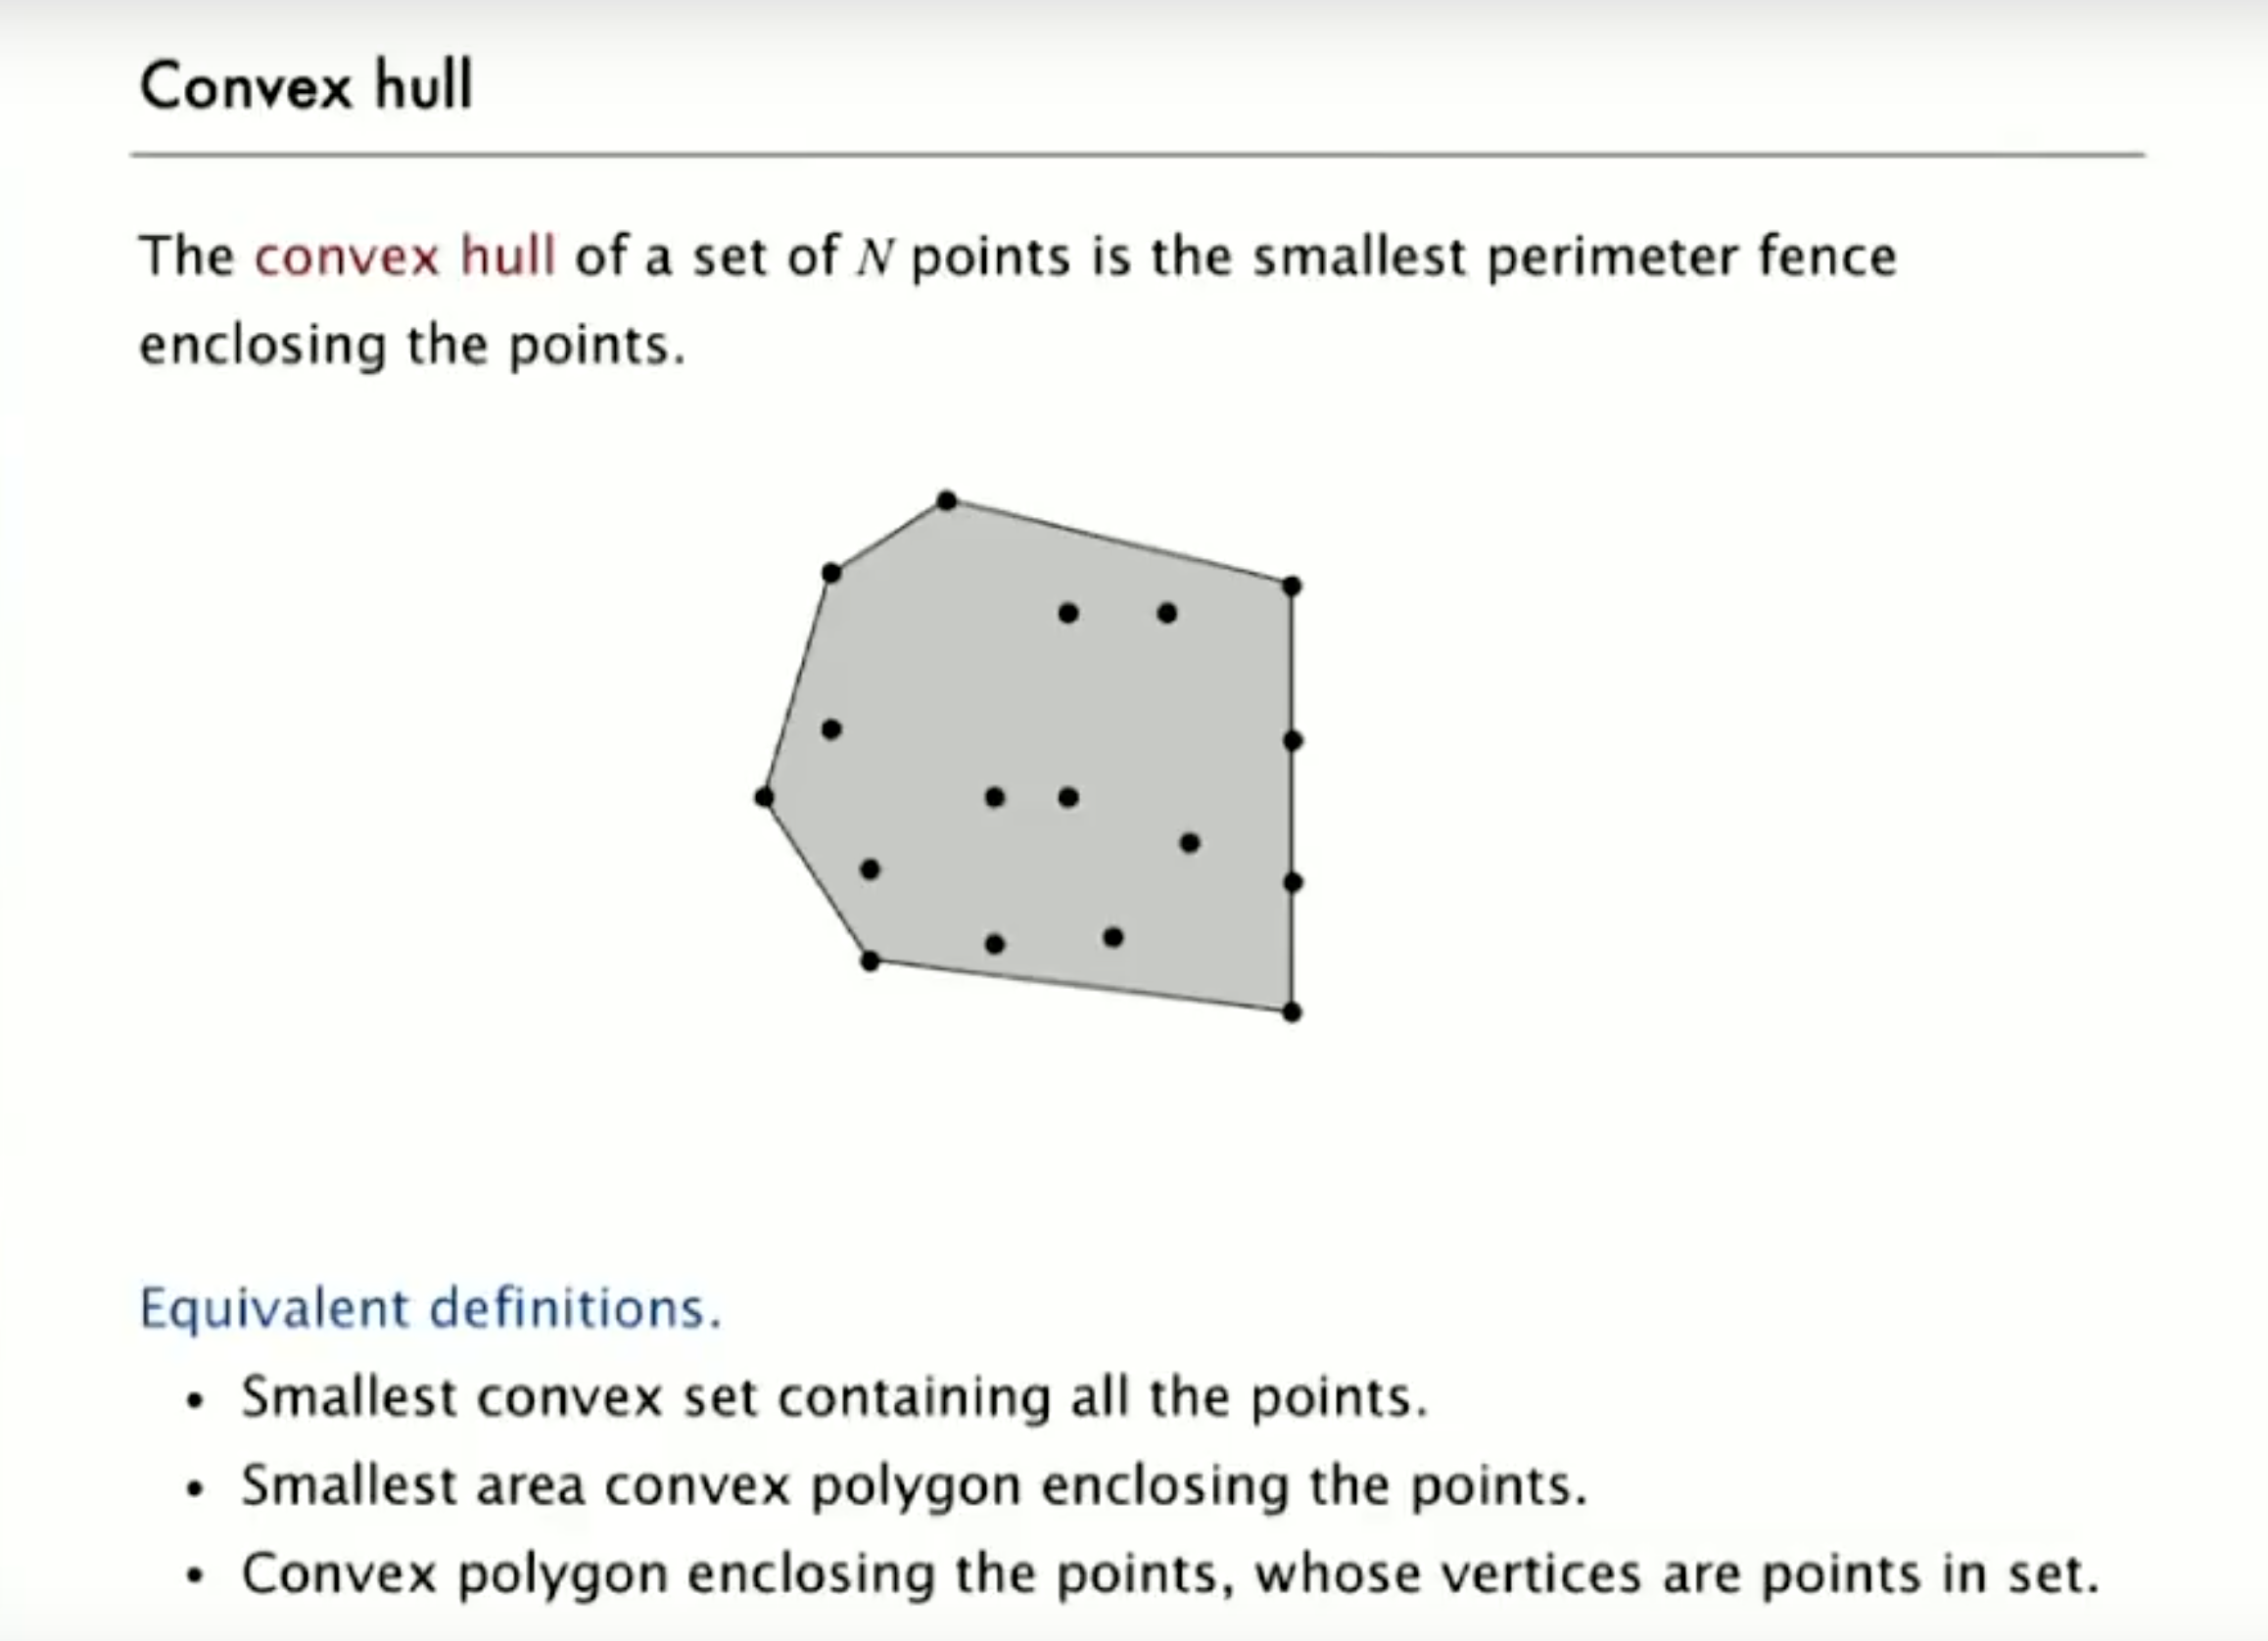 Convex hull
The convex hull of a set of N points is the smallest perimeter fence
enclosing the points.
Equivalent definitions.
• Smallest convex set containing all the points.
• Smallest area convex polygon enclosing the points.
• Convex polygon enclosing the points, whose vertices are points in set.